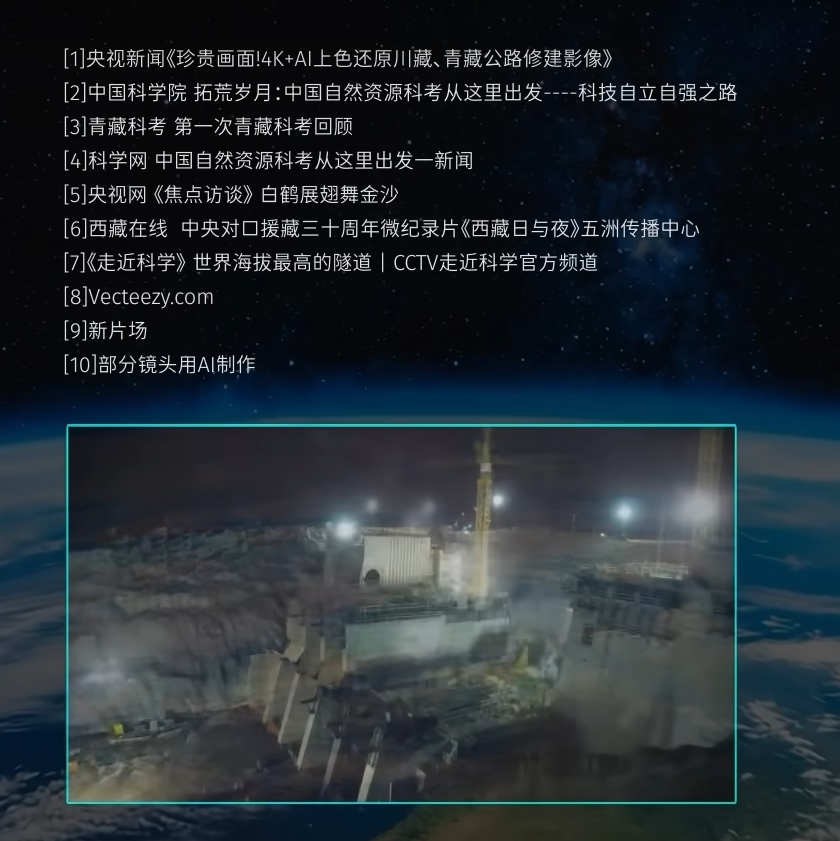 [1]央视新闻《珍贵画面!4K+AI上色还原川藏、青藏公路修建影像》
[2]中国科学院 拓荒岁月：中国自然资源科考从这里出发----科技自立自强之路
[3]青藏科考 第一次青藏科考回顾
[4]科学网 中国自然资源科考从这里出发一新闻
[5]央视网《焦点访谈》白鹤展翅舞金沙
[6]西藏在线  中央对口援藏三十周年微纪录片《西藏日与夜》五洲传播中心
[7]《走近科学》世界海拔最高的隧道｜CCTV走近科学官方频道
[8]Vecteezy.com
[9]新片场
[10]部分镜头用AI制作